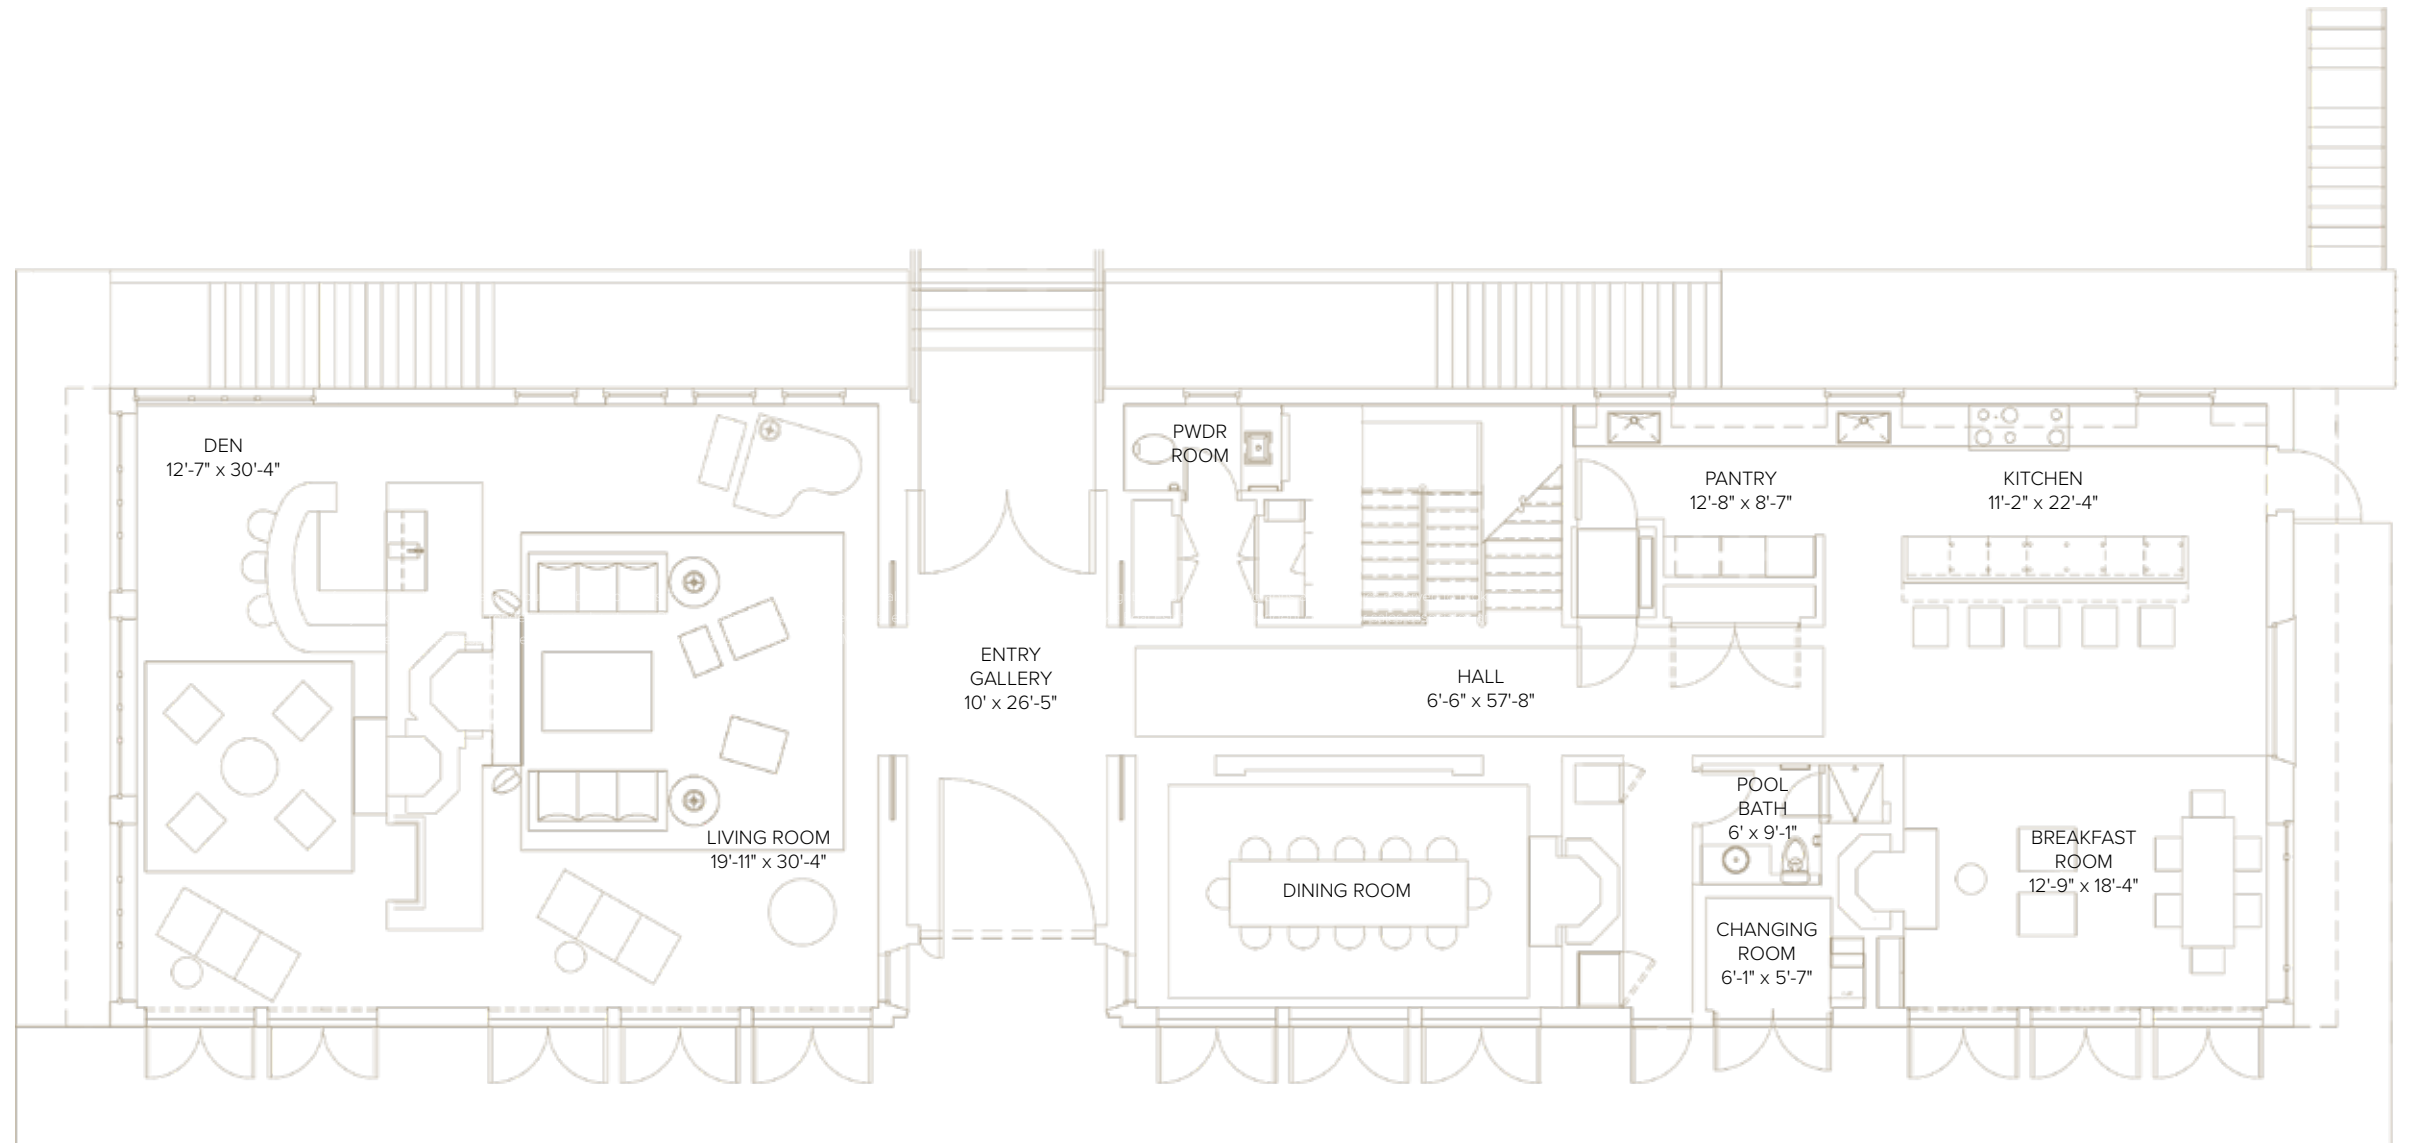 DEN
12'-7" x 30'-4"
PWDR
ROOM
PANTRY
12'-8" x 8'-7"
KITCHEN
11'-2" x 22'-4"
ENTRY
GALLERY
10' x 26'-5"
HALL
6'-6" x 57'-8"
LIVING ROOM
19'-11" x 30'-4"
DINING ROOM
POOL
BATH
6' x 9'-1"
BREAKFAST
ROOM
12'-9" x 18'-4"
CHANGING
ROOM
6'-1" x 5'-7"